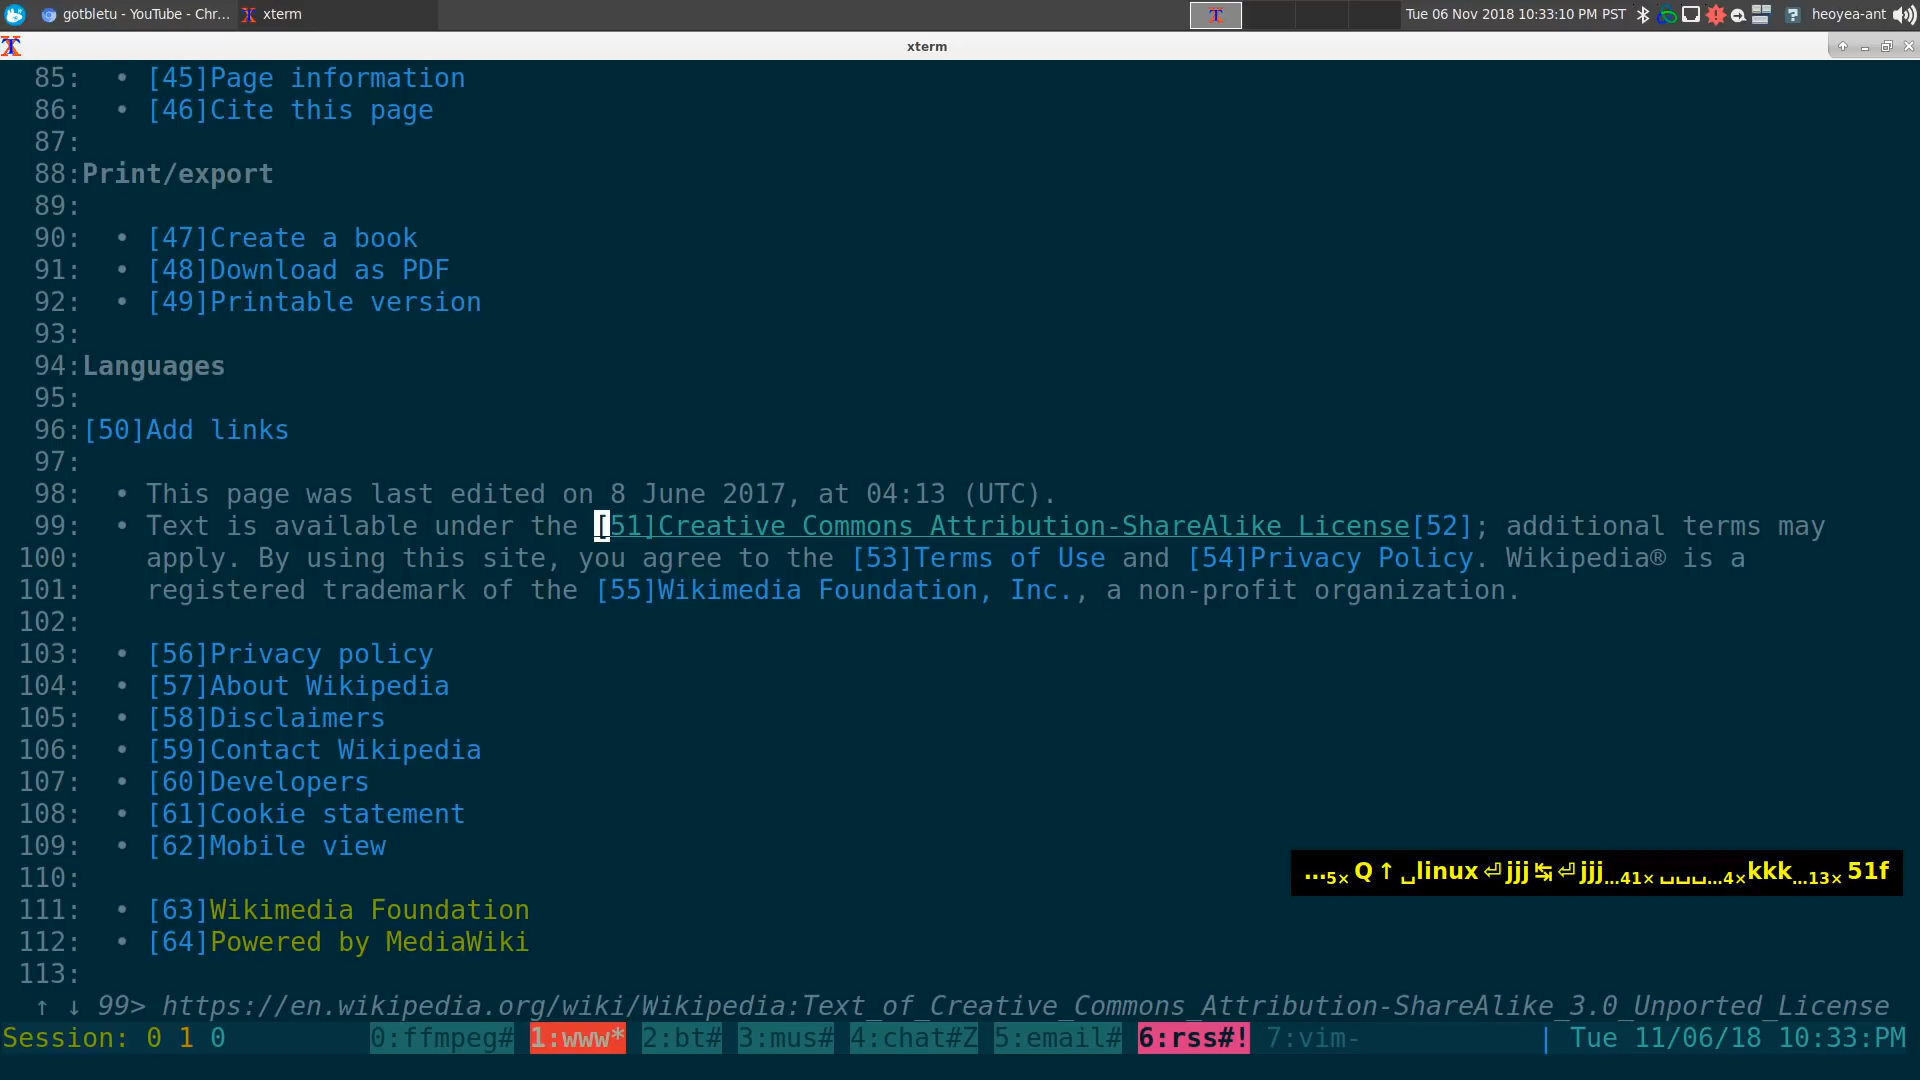 gotbletu - YouTube - Chr... xterm Tue 06 Nov 2018 10:33:10 PM PST heoyea-ant
xterm
85: • [45]Page information
86: • [46]Cite this page
87:
88:Print/export
89:
90: • [47]Create a book
91: • [48]Download as PDF
92: • [49]Printable version
93:
94:Languages
95:
96:[50]Add links
97:
98: • This page was last edited on 8 June 2017, at 04:13 (UTC).
99: • Text is available under the [51]Creative Commons Attribution-ShareAlike License[52]; additional terms may
100: apply. By using this site, you agree to the [53]Terms of Use and [54]Privacy Policy. Wikipedia® is a
101: registered trademark of the [55]Wikimedia Foundation, Inc., a non-profit organization.
102:
103: • [56]Privacy policy
104: • [57]About Wikipedia
105: • [58]Disclaimers
106: • [59]Contact Wikipedia
107: • [60]Developers
108: • [61]Cookie statement
109: • [62]Mobile view
110:
…5× Q↑␣linux⏎jjj↹⏎jjj…41×␣␣␣…4×kkk…13×51f
111: • [63]Wikimedia Foundation
112: • [64]Powered by MediaWiki
113:
↑ ↓ 99> https://en.wikipedia.org/wiki/Wikipedia:Text_of_Creative_Commons_Attribution-ShareAlike_3.0_Unported_License
Session: 0 1 0 0:ffmpeg# 1:www* 2:bt# 3:mus# 4:chat#Z 5:email# 6:rss#! 7:vim- | Tue 11/06/18 10:33:PM